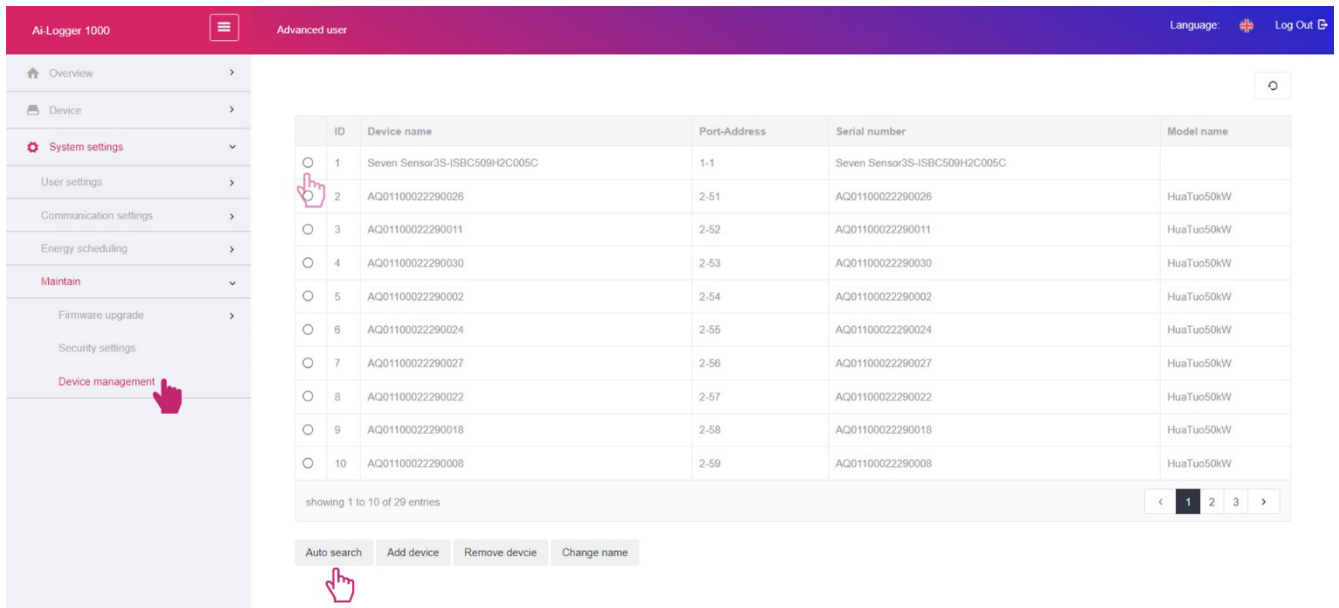 Ai-Logger 1000
Advanced user
Language:
Log Out
Overview
Device
System settings
User settings
Communication settings
Energy scheduling
Maintain
Firmware upgrade
Security settings
Device management
ID Device name Port-Address Serial number Model name
1 Seven Sensor3S-ISBC509H2C005C 1-1 Seven Sensor3S-ISBC509H2C005C
2 AQ01100022290026 2-51 AQ01100022290026 HuaTuo50kW
3 AQ01100022290011 2-52 AQ01100022290011 HuaTuo50kW
4 AQ01100022290030 2-53 AQ01100022290030 HuaTuo50kW
5 AQ01100022290002 2-54 AQ01100022290002 HuaTuo50kW
6 AQ01100022290024 2-55 AQ01100022290024 HuaTuo50kW
7 AQ01100022290027 2-56 AQ01100022290027 HuaTuo50kW
8 AQ01100022290022 2-57 AQ01100022290022 HuaTuo50kW
9 AQ01100022290018 2-58 AQ01100022290018 HuaTuo50kW
10 AQ01100022290008 2-59 AQ01100022290008 HuaTuo50kW
showing 1 to 10 of 29 entries
< 1 2 3 >
Auto search Add device Remove devcie Change name